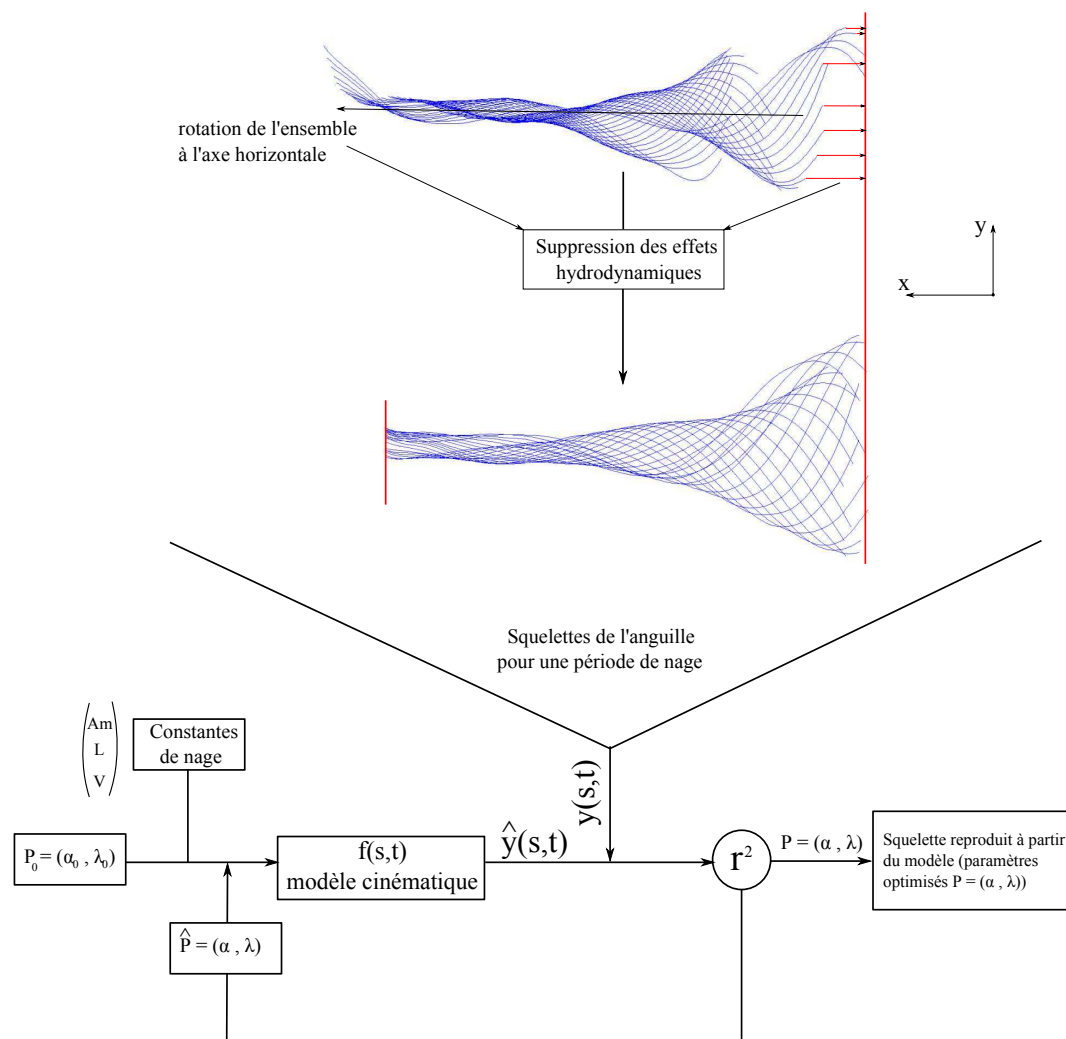 rotation de l'ensemble
à l'axe horizontale
Suppression des effets
hydrodynamiques
y
x
Squelettes de l'anguille
pour une période de nage
Am
L
V
Constantes
de nage
y(s,t)
P₀ = (α₀ , λ₀)
f(s,t)
modèle cinématique
ŷ(s,t)
r²
P = (α , λ)
Squelette reproduit à partir
du modèle (paramètres
optimisés P = (α , λ))
P̂ = (α , λ)